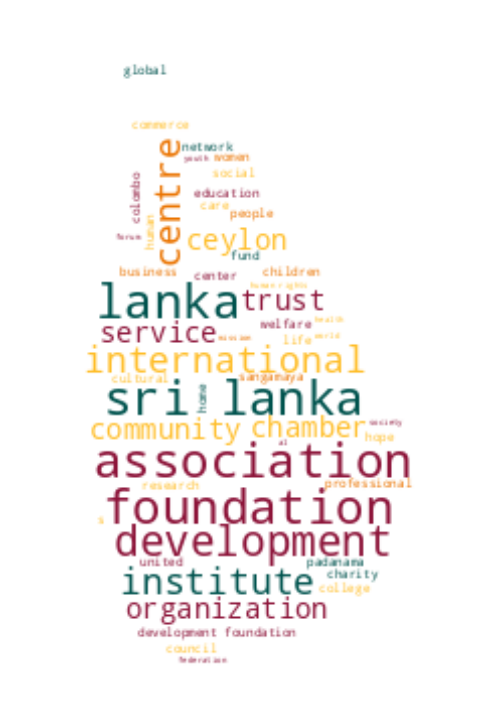 global
commerce
centre
network
youth women
social
colombo
education
care
people
human
forum
ceylon
fund
business
center
children
human rights
lanka
trust
welfare
health
service
mission
life
world
international
cultural
sangamaya
sri lanka
home
community
chamber
society
hope
al
association
research
professional
s
foundation
development
united
padanama
institute
charity
college
organization
development foundation
council
federation